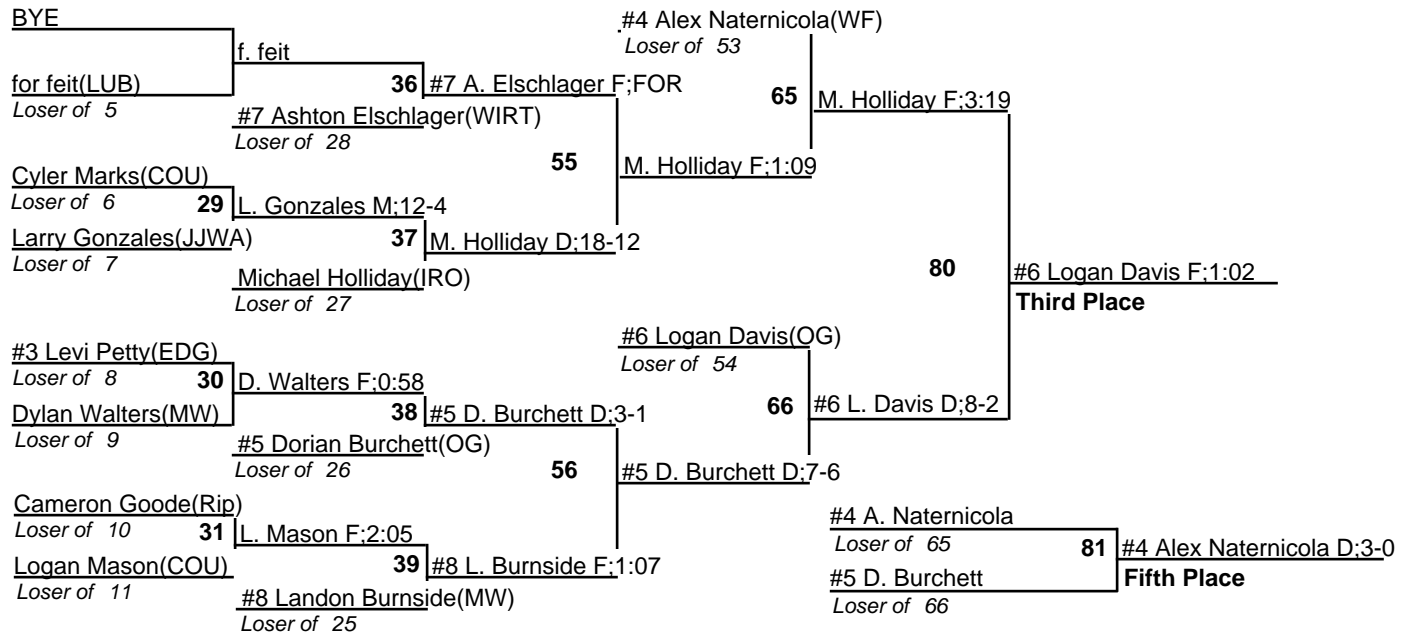 BYE
#4 Alex Naternicola(WF)
Loser of 53
f. feit
for feit(LUB)
Loser of 5
36
#7 A. Elschlager F;FOR
65
M. Holliday F;3:19
#7 Ashton Elschlager(WIRT)
Loser of 28
55
M. Holliday F;1:09
Cyler Marks(COU)
Loser of 6
29
L. Gonzales M;12-4
Larry Gonzales(JJWA)
Loser of 7
37
M. Holliday D;18-12
Michael Holliday(IRO)
Loser of 27
80
#6 Logan Davis F;1:02
Third Place
#3 Levi Petty(EDG)
Loser of 8
30
D. Walters F;0:58
#6 Logan Davis(OG)
Loser of 54
Dylan Walters(MW)
Loser of 9
38
#5 D. Burchett D;3-1
66
#6 L. Davis D;8-2
#5 Dorian Burchett(OG)
Loser of 26
56
#5 D. Burchett D;7-6
Cameron Goode(Rip)
Loser of 10
31
L. Mason F;2:05
Logan Mason(COU)
Loser of 11
39
#8 L. Burnside F;1:07
#8 Landon Burnside(MW)
Loser of 25
#4 A. Naternicola
Loser of 65
81
#4 Alex Naternicola D;3-0
Fifth Place
#5 D. Burchett
Loser of 66